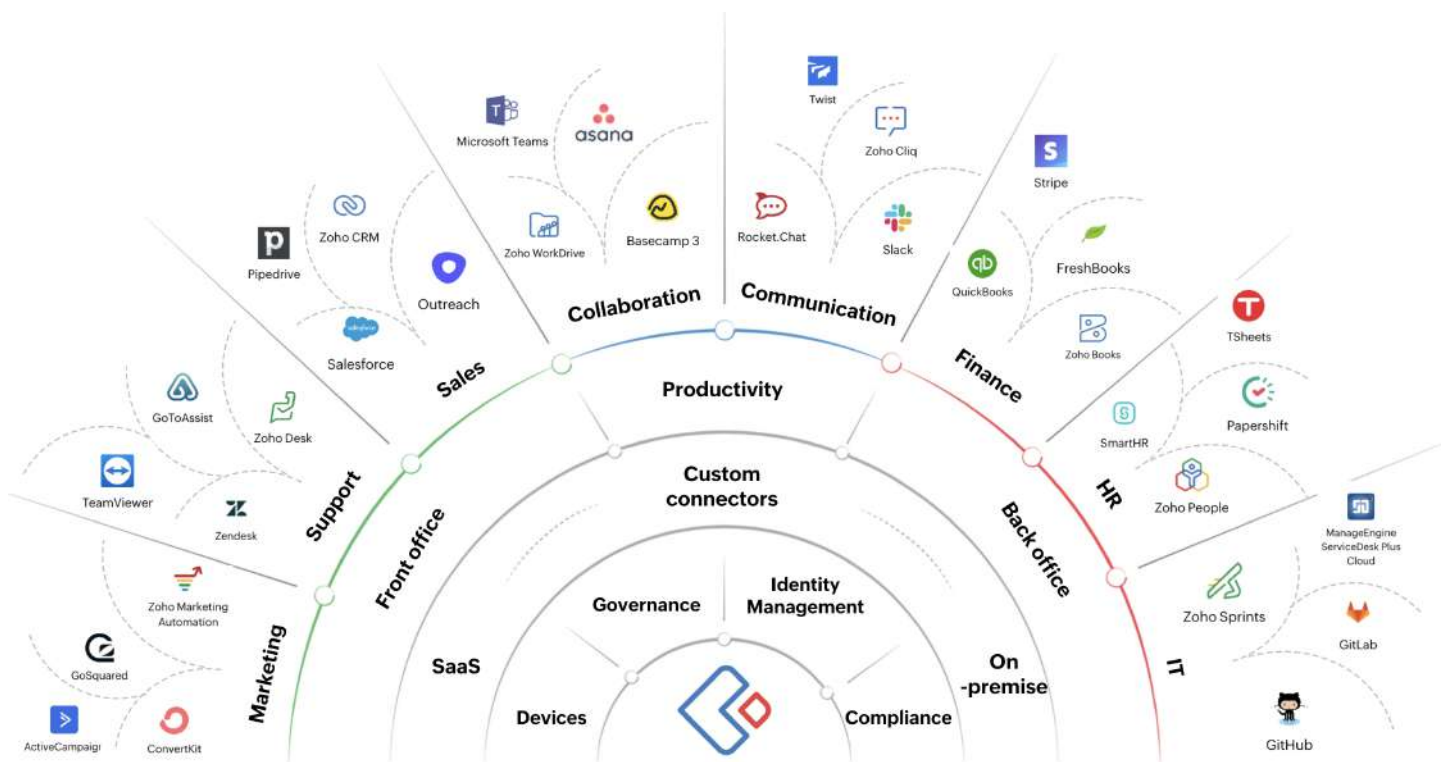 Twist
Microsoft Teams
asana
Zoho Cliq
Stripe
Pipedrive
Zoho CRM
Outreach
Zoho WorkDrive
Basecamp 3
Rocket.Chat
Slack
QuickBooks
FreshBooks
Salesforce
salesforce
Collaboration
Communication
Zoho Books
T
TSheets
GoToAssist
Zoho Desk
Sales
Productivity
Finance
SmartHR
Papershift
TeamViewer
Zendesk
Support
Custom
connectors
HR
Zoho People
ManageEngine
ServiceDesk Plus
Cloud
Zoho Marketing
Automation
Front office
Governance
Identity
Management
Back office
Zoho Sprints
GitLab
GoSquared
Marketing
SaaS
On
-premise
IT
ActiveCampaig
ConvertKit
Devices
Compliance
GitHub